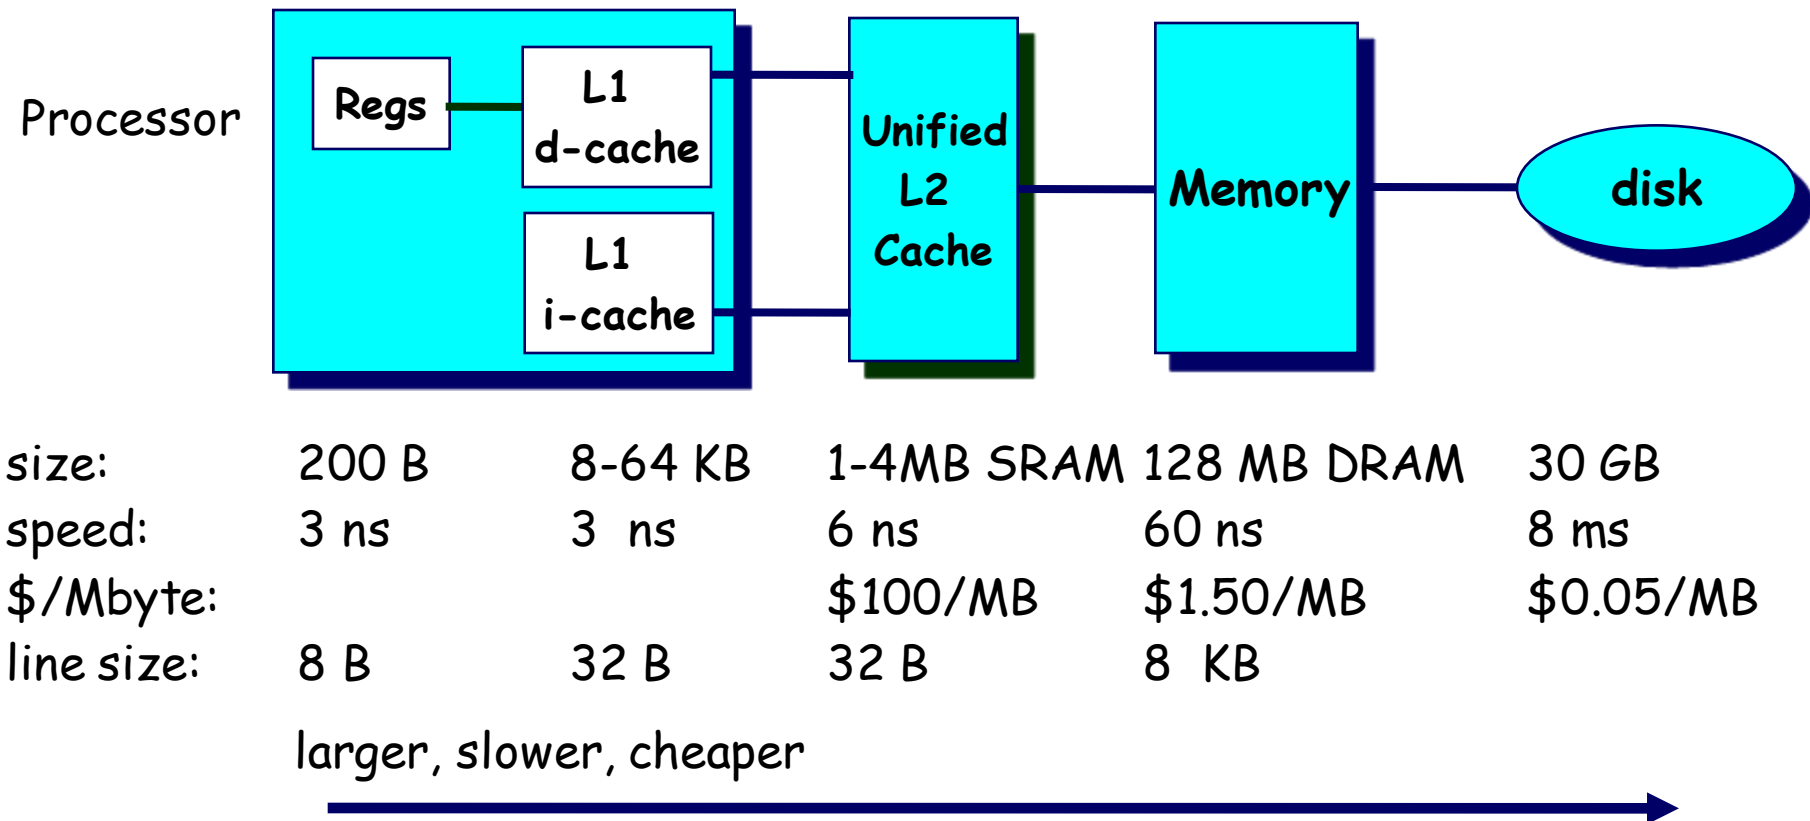 Processor
Regs
L1
d-cache
L1
i-cache
Unified
L2
Cache
Memory
disk
size: 200 B 8-64 KB 1-4MB SRAM 128 MB DRAM 30 GB
speed: 3 ns 3 ns 6 ns 60 ns 8 ms
$/Mbyte: $100/MB $1.50/MB $0.05/MB
line size: 8 B 32 B 32 B 8 KB
larger, slower, cheaper